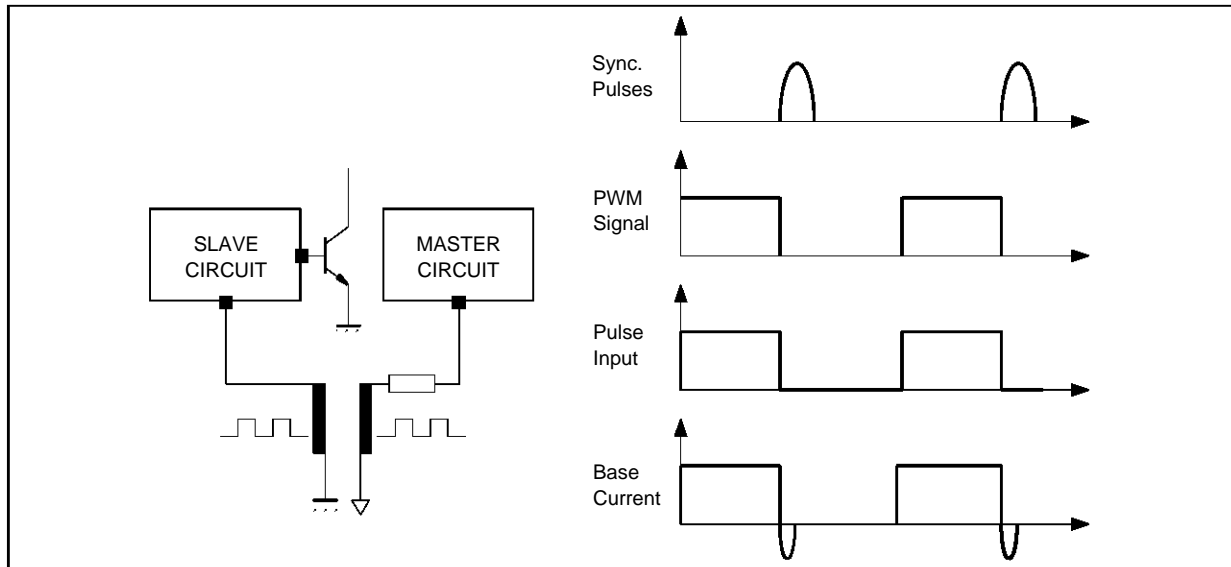 SLAVE
CIRCUIT
MASTER
CIRCUIT
Sync.
Pulses
PWM
Signal
Pulse
Input
Base
Current